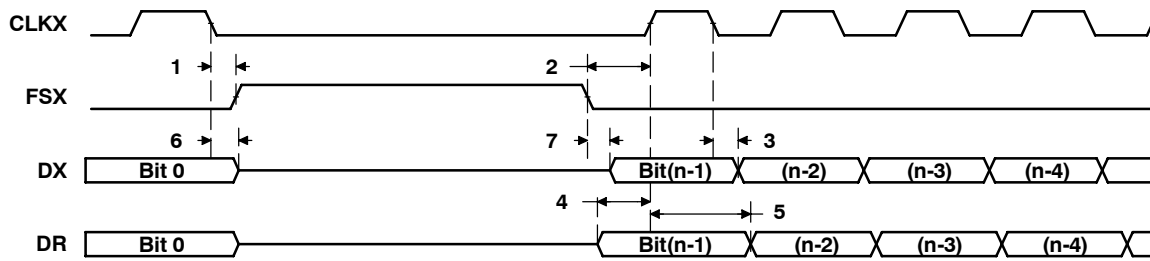 CLKX
1 2
FSX
6 7 3
DX Bit 0 Bit(n-1) (n-2) (n-3) (n-4)
4 5
DR Bit 0 Bit(n-1) (n-2) (n-3) (n-4)